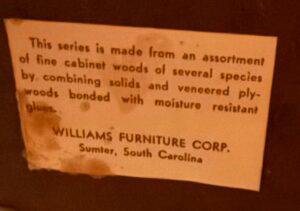 This series is made from an assortment
of fine cabinet woods of several species
by combining solids and veneered ply-
woods bonded with moisture resistant
glues.
WILLIAMS FURNITURE CORP.
Sumter, South Carolina